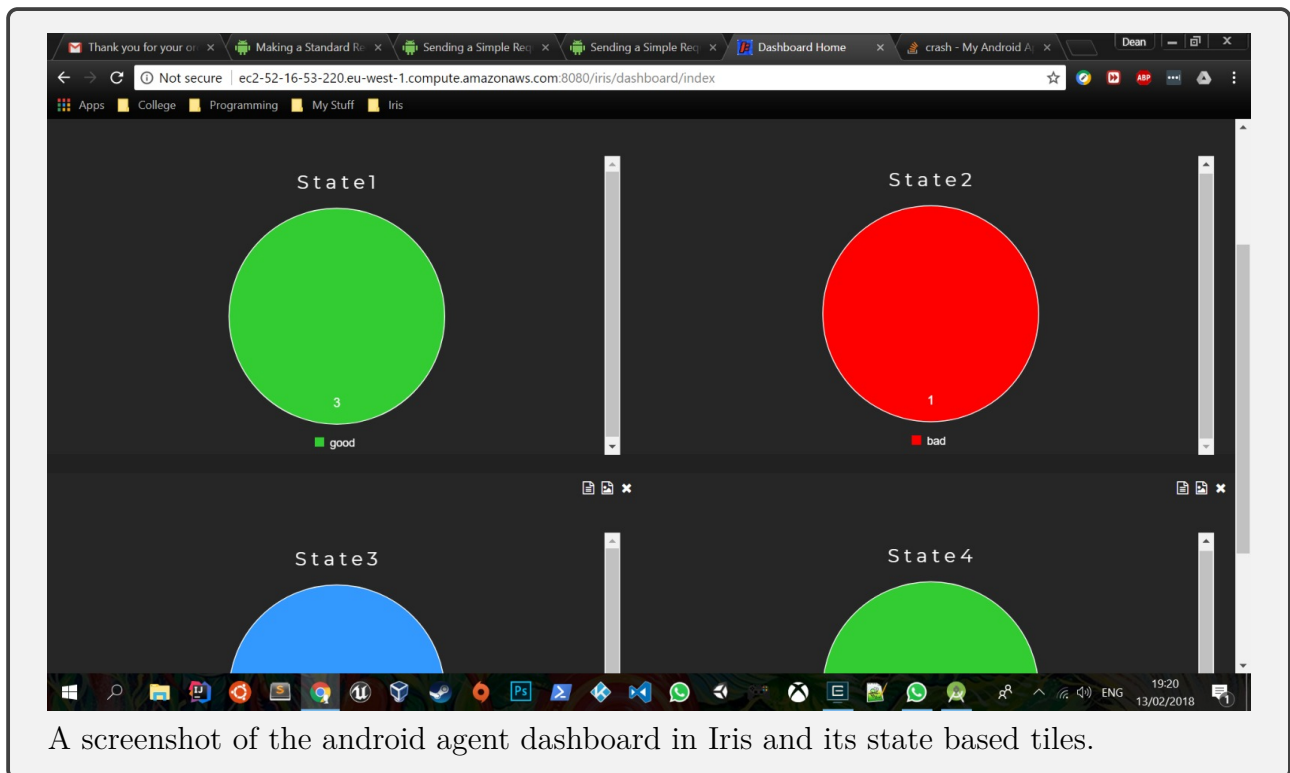 Thank you for your or
Making a Standard Re
Sending a Simple Req
Sending a Simple Req
Dashboard Home
crash - My Android A
Dean
Not secure
ec2-52-16-53-220.eu-west-1.compute.amazonaws.com:8080/iris/dashboard/index
ABP
Apps
College
Programming
My Stuff
Iris
State1
State2
3
1
good
bad
State3
State4
Ps
ENG
19:20
13/02/2018
1
A screenshot of the android agent dashboard in Iris and its state based tiles.